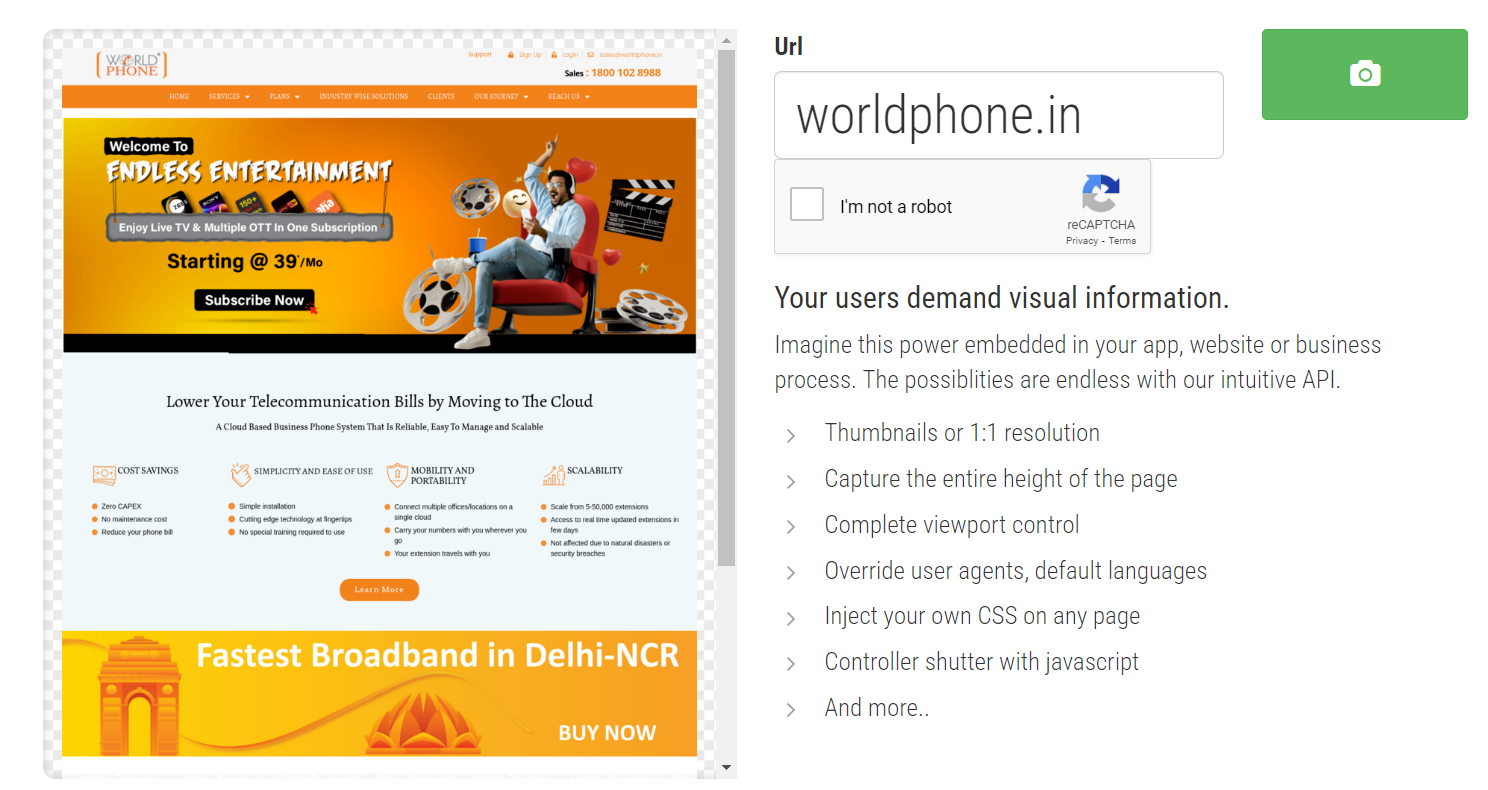 WORLD
PHONE
Support Sign Up Login sales@worldphone.in
Sales : 1800 102 8988
HOME SERVICES PLANS INDUSTRY WISE SOLUTIONS CLIENTS OUR JOURNEY REACH US
Welcome To
ENDLESS ENTERTAINMENT
150+
Enjoy Live TV & Multiple OTT In One Subscription
Starting @ 39*/Mo
Subscribe Now
Lower Your Telecommunication Bills by Moving to The Cloud
A Cloud Based Business Phone System That Is Reliable, Easy To Manage and Scalable
COST SAVINGS
Zero CAPEX
No maintenance cost
Reduce your phone bill
SIMPLICITY AND EASE OF USE
Simple installation
Cutting edge technology at fingertips
No special training required to use
MOBILITY AND
PORTABILITY
Connect multiple offices/locations on a
single cloud
Carry your numbers with you wherever you
go
Your extension travels with you
SCALABILITY
Scale from 5-50,000 extensions
Access to real time updated extensions in
few days
Not affected due to natural disasters or
security breaches
Learn More
Fastest Broadband in Delhi-NCR
BUY NOW
Url
worldphone.in
I'm not a robot
reCAPTCHA
Privacy - Terms
Your users demand visual information.
Imagine this power embedded in your app, website or business
process. The possiblities are endless with our intuitive API.
Thumbnails or 1:1 resolution
Capture the entire height of the page
Complete viewport control
Override user agents, default languages
Inject your own CSS on any page
Controller shutter with javascript
And more..